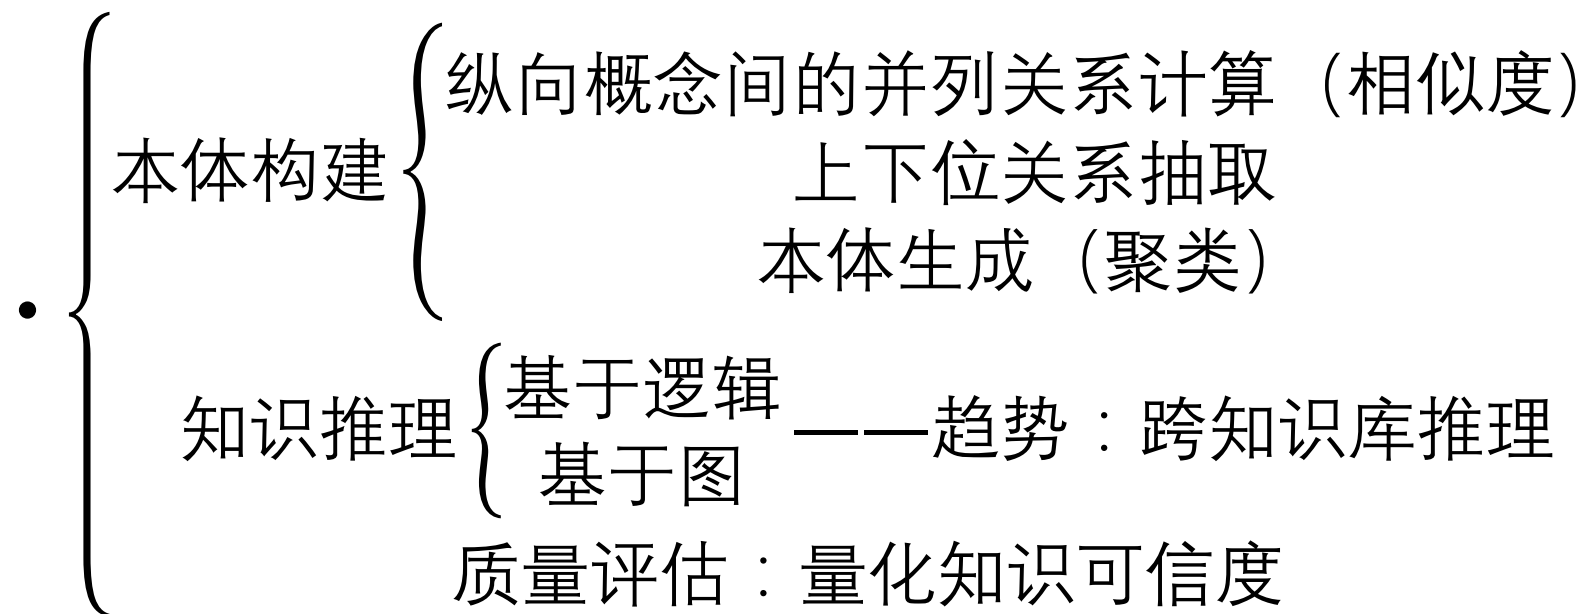 纵向概念间的并列关系计算（相似度）
本体构建
上下位关系抽取
本体生成（聚类）
基于逻辑
知识推理
——趋势：跨知识库推理
基于图
质量评估：量化知识可信度